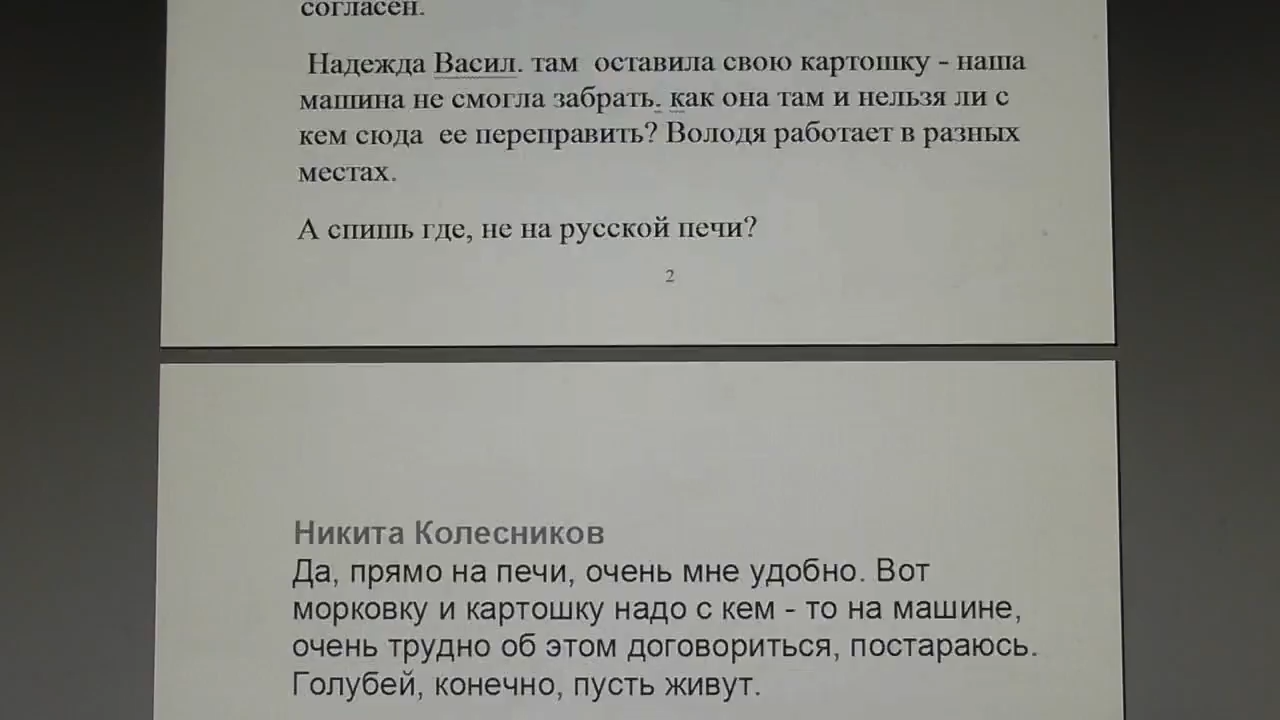 согласен.
Надежда Васил. там оставила свою картошку - наша
машина не смогла забрать. как она там и нельзя ли с
кем сюда ее переправить? Володя работает в разных
местах.
А спишь где, не на русской печи?
2
Никита Колесников
Да, прямо на печи, очень мне удобно. Вот
морковку и картошку надо с кем - то на машине,
очень трудно об этом договориться, постараюсь.
Голубей, конечно, пусть живут.